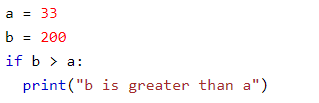 a = 33
b = 200
if b > a:
  print("b is greater than a")